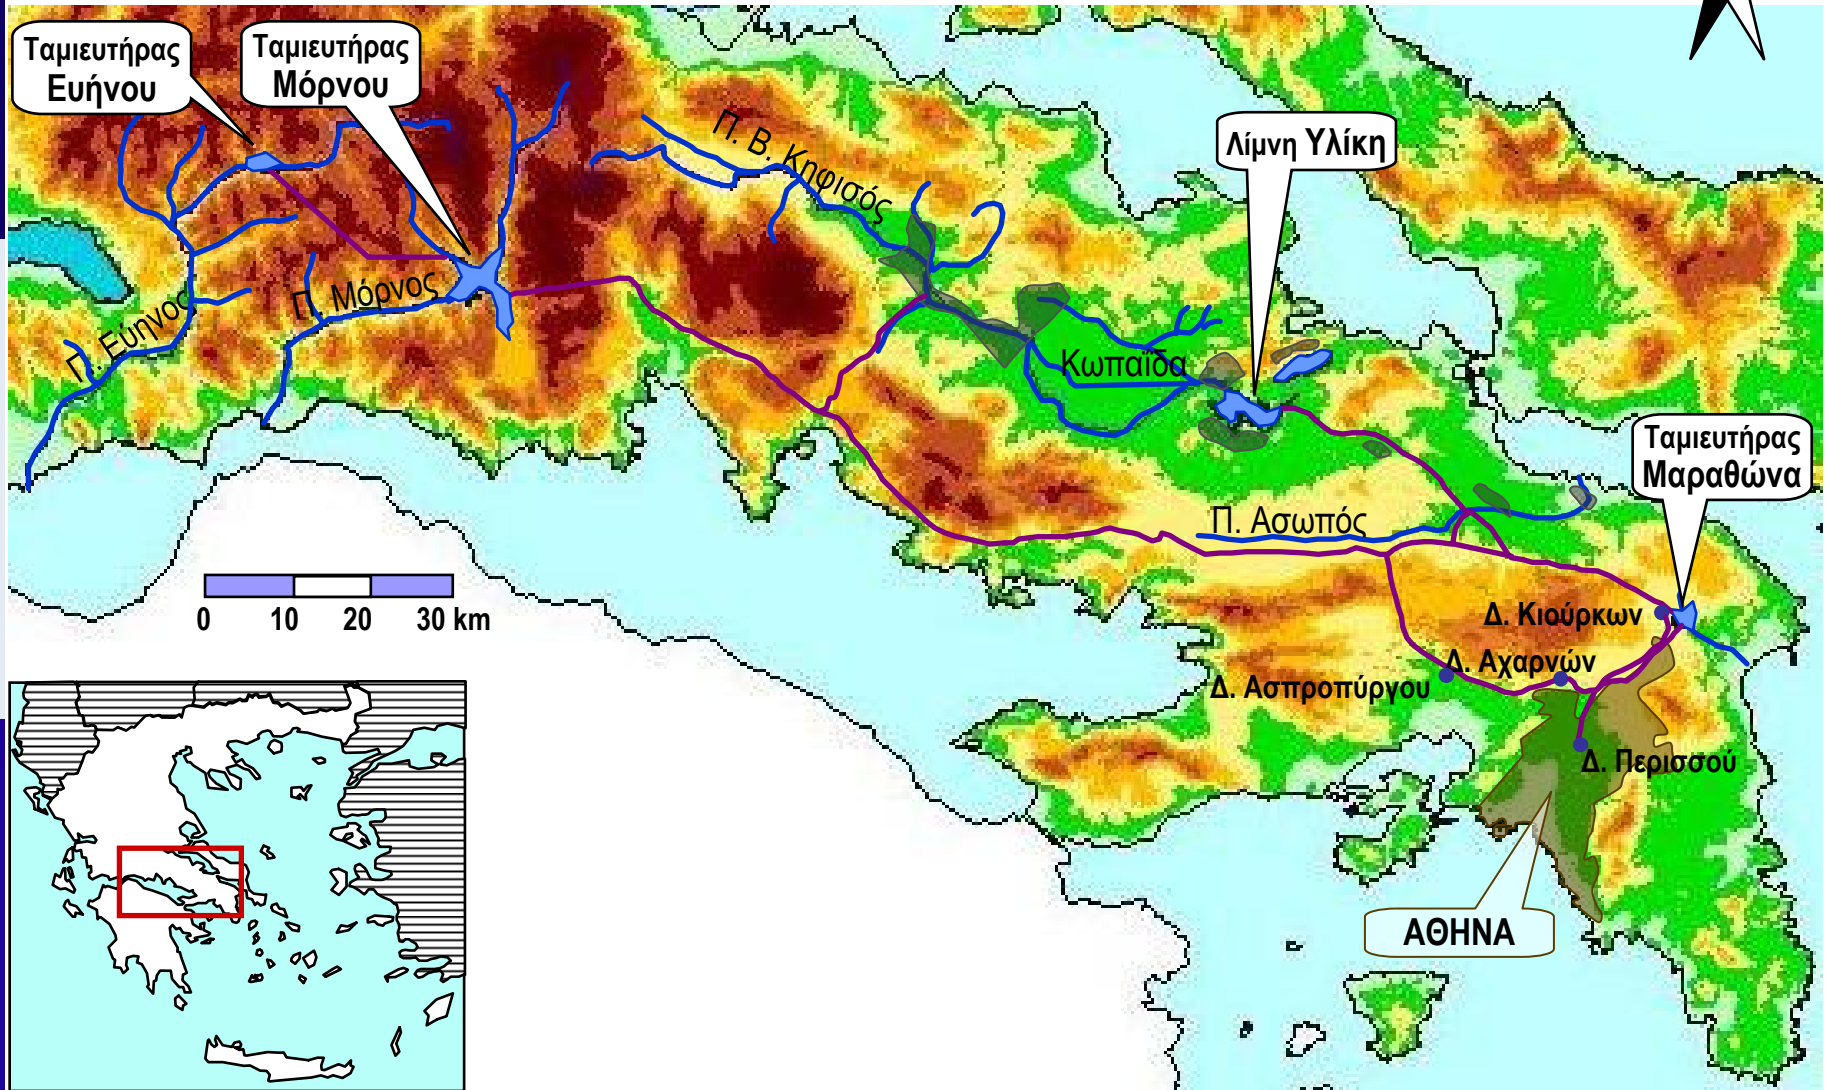 Ταμιευτήρας
Ευήνου
Ταμιευτήρας
Μόρνου
Π. Β. Κηφισός
Λίμνη Υλίκη
Π. Μόρνος
Π. Εύηνος
Κωπαΐδα
Ταμιευτήρας
Μαραθώνα
Π. Ασωπός
0 10 20 30 km
Δ. Κιούρκων
Δ. Αχαρνών
Δ. Ασπροπύργου
Δ. Περισσού
ΑΘΗΝΑ